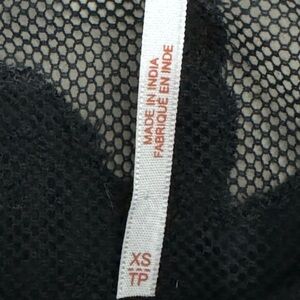 MADE IN INDIA
FABRIQUÉ EN INDE
XS
TP